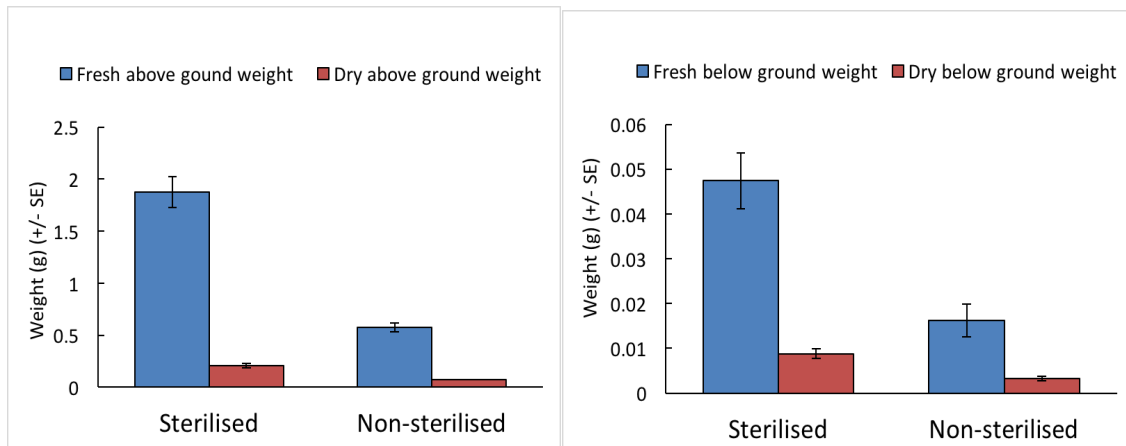 Fresh above gound weight
Dry above ground weight
Weight (g) (+/- SE)
2.5
2
1.5
1
0.5
0
Sterilised
Non-sterilised
Fresh below ground weight
Dry below ground weight
Weight (g) (+/- SE)
0.06
0.05
0.04
0.03
0.02
0.01
0
Sterilised
Non-sterilised